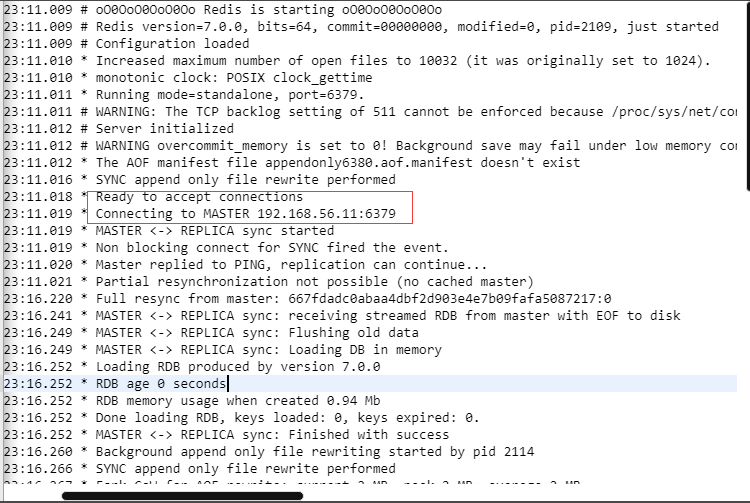 23:11.009 # oO0OoO0OoO0Oo Redis is starting oO0OoO0OoO0Oo
23:11.009 # Redis version=7.0.0, bits=64, commit=00000000, modified=0, pid=2109, just started
23:11.009 # Configuration loaded
23:11.010 * Increased maximum number of open files to 10032 (it was originally set to 1024).
23:11.010 * monotonic clock: POSIX clock_gettime
23:11.011 * Running mode=standalone, port=6379.
23:11.011 # WARNING: The TCP backlog setting of 511 cannot be enforced because /proc/sys/net/co
23:11.012 # Server initialized
23:11.012 # WARNING overcommit_memory is set to 0! Background save may fail under low memory co
23:11.012 * The AOF manifest file appendonly6380.aof.manifest doesn't exist
23:11.016 * SYNC append only file rewrite performed
23:11.018 * Ready to accept connections
23:11.019 * Connecting to MASTER 192.168.56.11:6379
23:11.019 * MASTER <-> REPLICA sync started
23:11.019 * Non blocking connect for SYNC fired the event.
23:11.020 * Master replied to PING, replication can continue...
23:11.021 * Partial resynchronization not possible (no cached master)
23:16.220 * Full resync from master: 667fdadc0abaa4dbf2d903e4e7b09fafa5087217:0
23:16.241 * MASTER <-> REPLICA sync: receiving streamed RDB from master with EOF to disk
23:16.249 * MASTER <-> REPLICA sync: Flushing old data
23:16.249 * MASTER <-> REPLICA sync: Loading DB in memory
23:16.252 * Loading RDB produced by version 7.0.0
23:16.252 * RDB age 0 seconds
23:16.252 * RDB memory usage when created 0.94 Mb
23:16.252 * Done loading RDB, keys loaded: 0, keys expired: 0.
23:16.252 * MASTER <-> REPLICA sync: Finished with success
23:16.260 * Background append only file rewriting started by pid 2114
23:16.266 * SYNC append only file rewrite performed